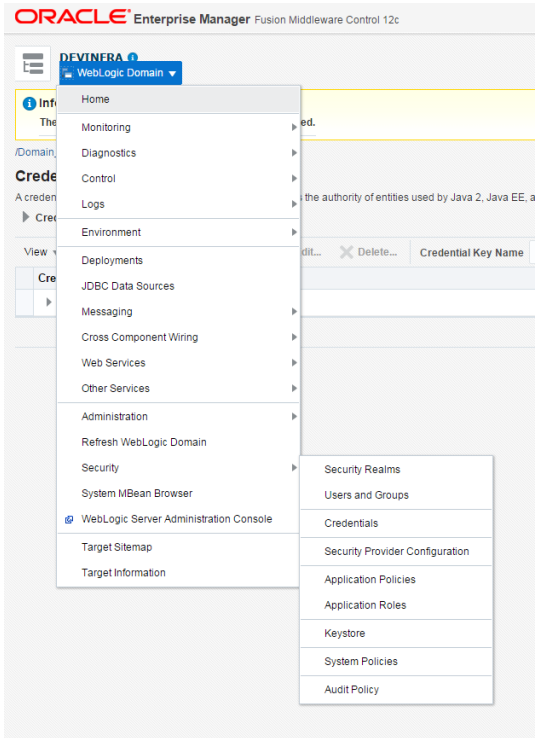 ORACLE Enterprise Manager Fusion Middleware Control 12c
DEVINERA
WebLogic Domain
Home
Monitoring
Diagnostics
Control
Logs
Environment
Deployments
JDBC Data Sources
Messaging
Cross Component Wiring
Web Services
Other Services
Administration
Refresh WebLogic Domain
Security
System MBean Browser
WebLogic Server Administration Console
Target Sitemap
Target Information
Security Realms
Users and Groups
Credentials
Security Provider Configuration
Application Policies
Application Roles
Keystore
System Policies
Audit Policy
Inf
The
ed.
/Domain_
Crede
A creden
the authority of entities used by Java 2, Java EE, a
Cre
View
dit... Delete... Credential Key Name
Cre